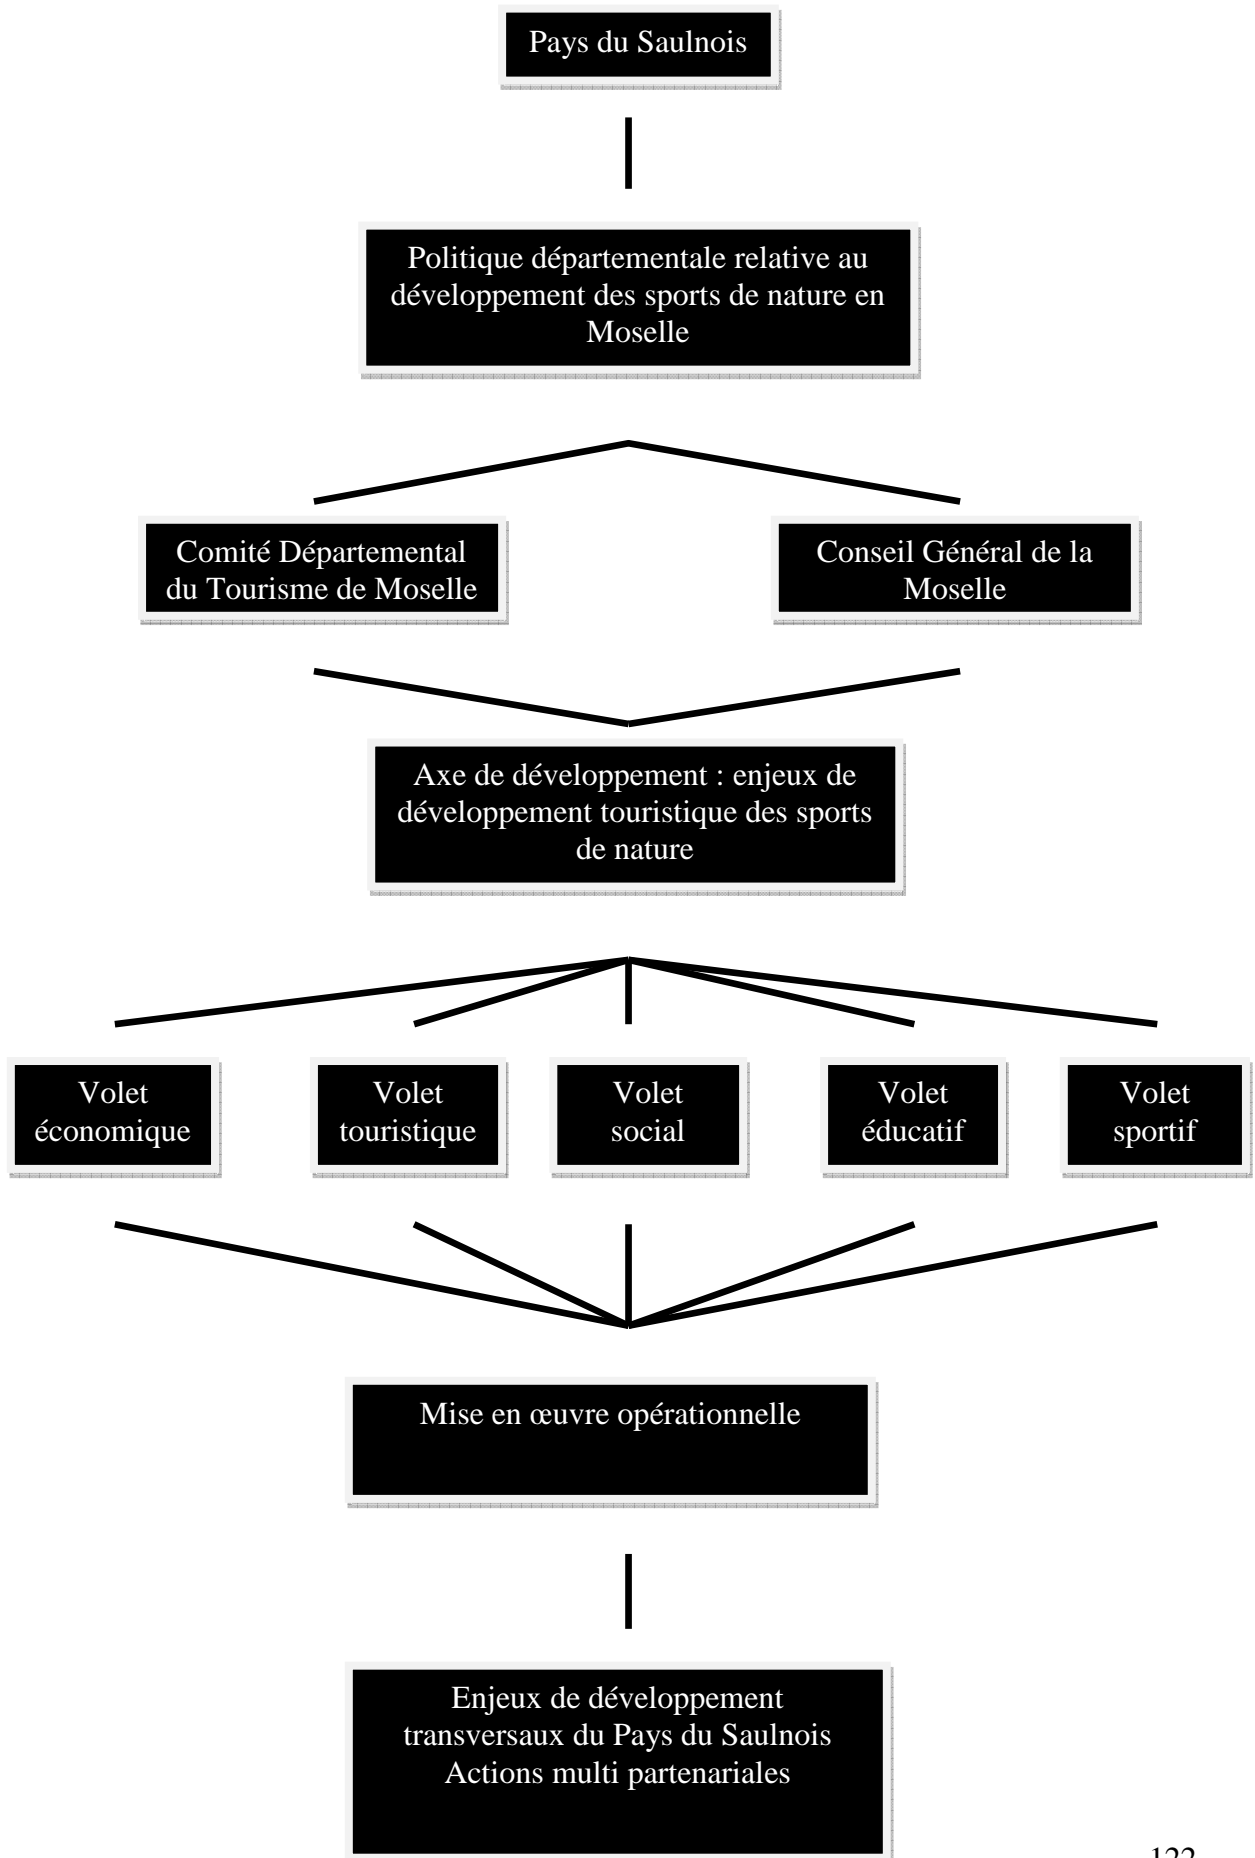 Pays du Saulnois
Politique départementale relative au
développement des sports de nature en
Moselle
Comité Départemental
du Tourisme de Moselle
Conseil Général de la
Moselle
Axe de développement : enjeux de
développement touristique des sports
de nature
Volet
économique
Volet
touristique
Volet
social
Volet
éducatif
Volet
sportif
Mise en œuvre opérationnelle
Enjeux de développement
transversaux du Pays du Saulnois
Actions multi partenariales
122